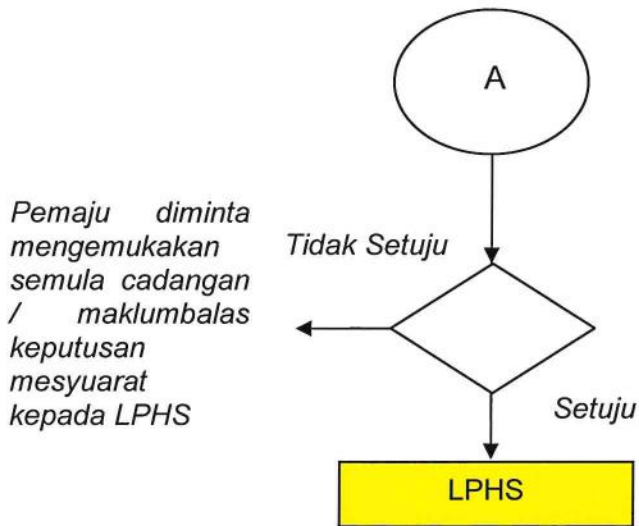 A
Pemaju diminta
mengemukakan
semula cadangan
/ maklumbalas
keputusan
mesyuarat
kepada LPHS
Tidak Setuju
Setuju
LPHS